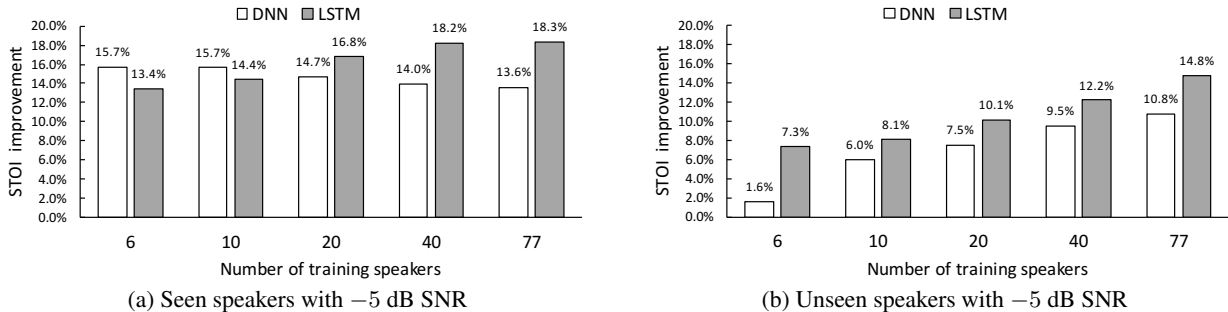 DNN LSTM
20.0%
18.0%
16.0%
14.0%
12.0%
10.0%
8.0%
6.0%
4.0%
2.0%
0.0%
STOI improvement
15.7% 13.4% 15.7% 14.4% 14.7% 16.8% 14.0% 18.2% 13.6% 18.3%
6 10 20 40 77
Number of training speakers
(a) Seen speakers with −5 dB SNR
DNN LSTM
20.0%
18.0%
16.0%
14.0%
12.0%
10.0%
8.0%
6.0%
4.0%
2.0%
0.0%
STOI improvement
1.6% 7.3% 6.0% 8.1% 7.5% 10.1% 9.5% 12.2% 10.8% 14.8%
6 10 20 40 77
Number of training speakers
(b) Unseen speakers with −5 dB SNR